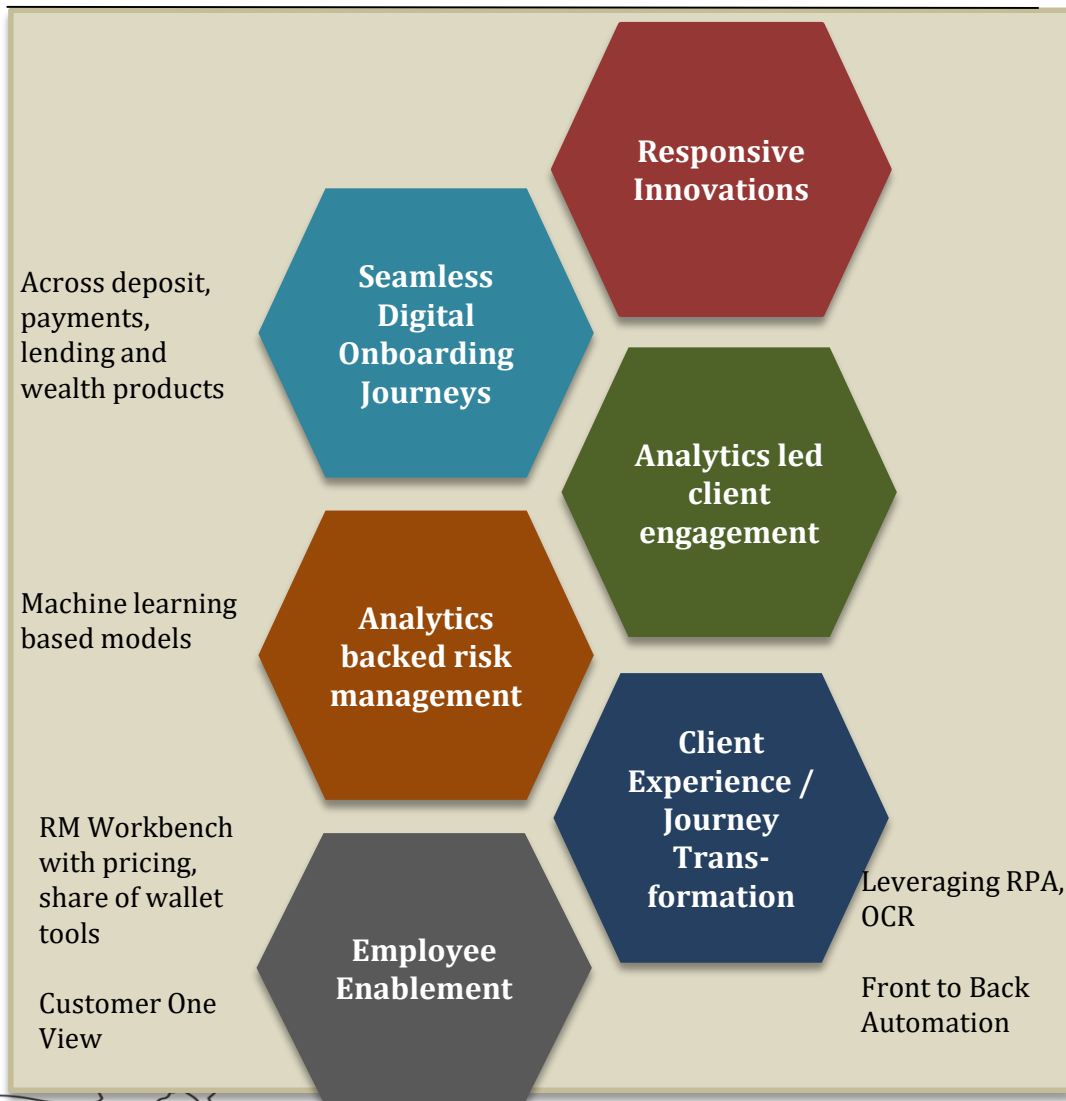 Responsive
Innovations
Across deposit,
payments,
lending and
wealth products
Seamless
Digital
Onboarding
Journeys
Analytics led
client
engagement
Machine learning
based models
Analytics
backed risk
management
Client
Experience /
Journey
Trans-
formation
Leveraging RPA,
OCR
Front to Back
Automation
RM Workbench
with pricing,
share of wallet
tools
Customer One
View
Employee
Enablement